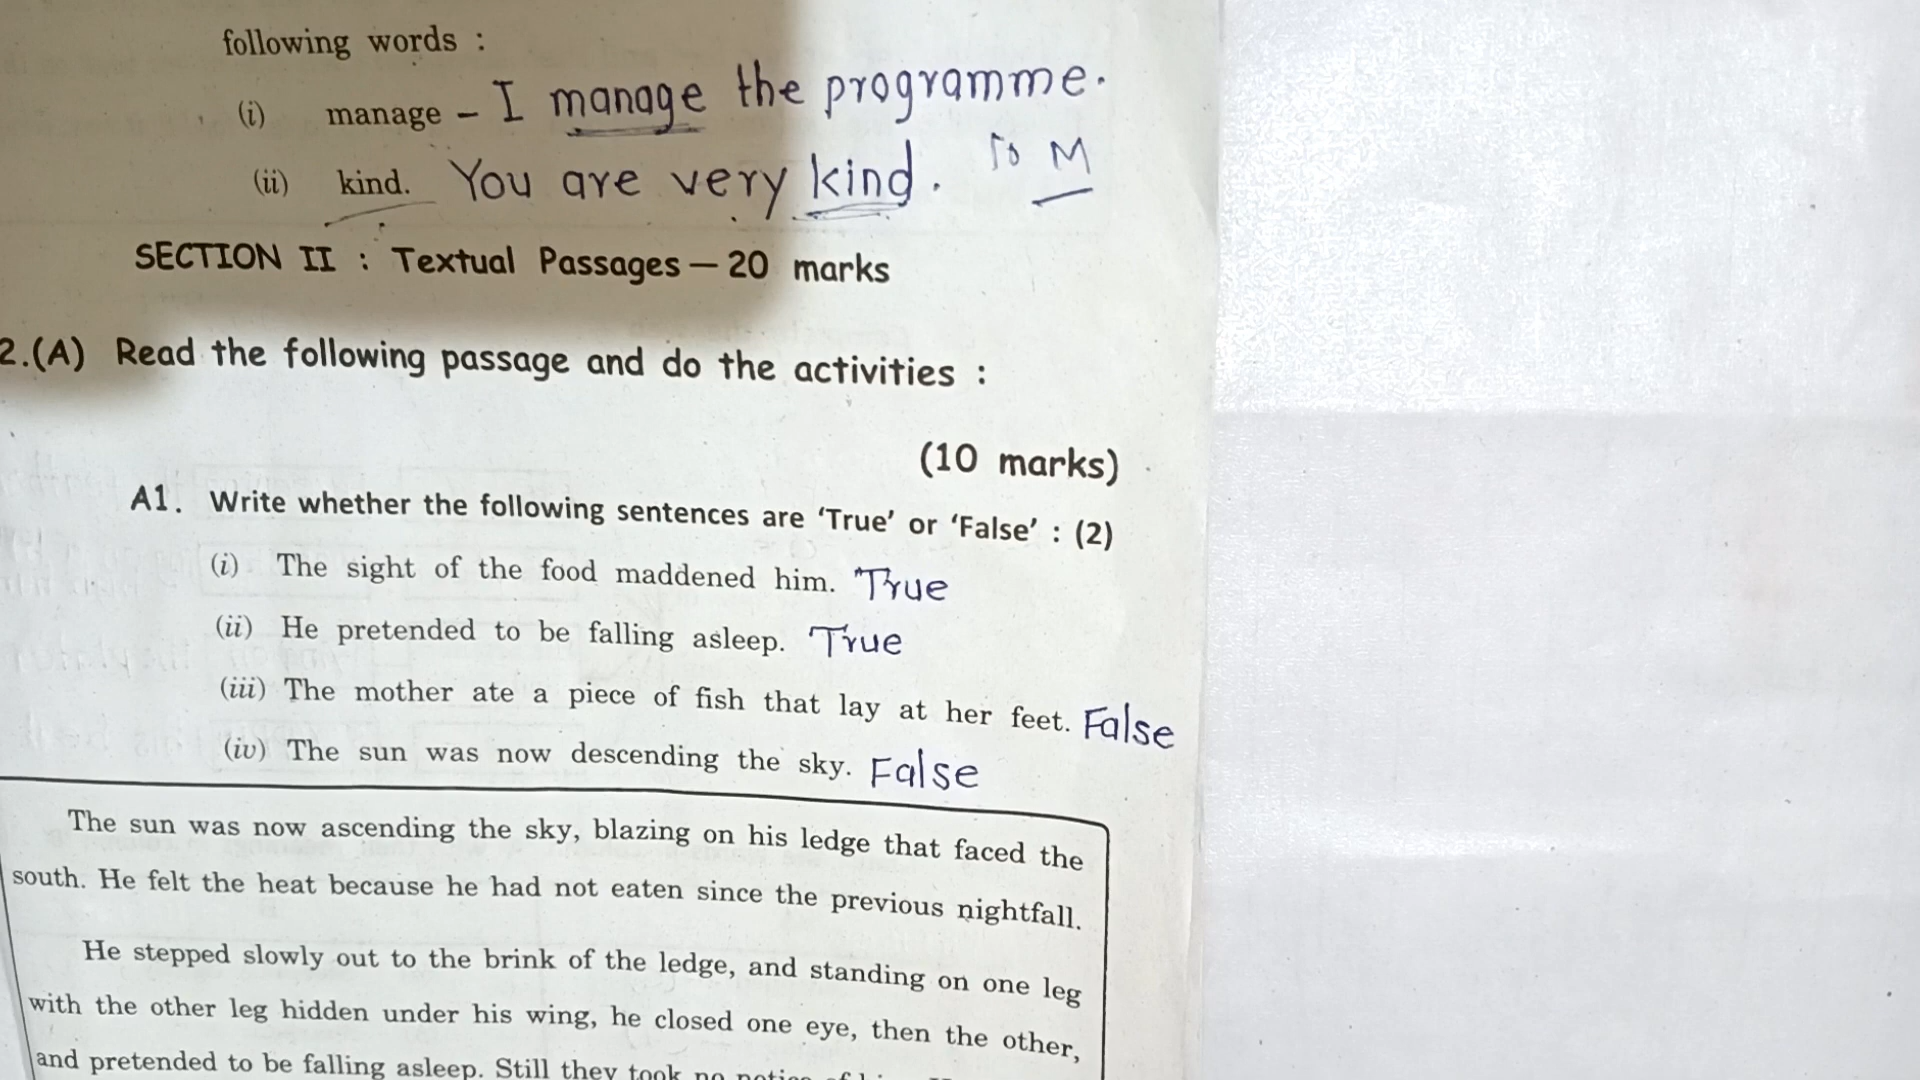 following words :
(i) manage – I manage the programme.
(ii) kind. You are very kind. To M
SECTION II : Textual Passages – 20 marks
2.(A) Read the following passage and do the activities :
(10 marks)
A1. Write whether the following sentences are ‘True’ or ‘False’ : (2)
(i) The sight of the food maddened him. True
(ii) He pretended to be falling asleep. True
(iii) The mother ate a piece of fish that lay at her feet. False
(iv) The sun was now descending the sky. False
The sun was now ascending the sky, blazing on his ledge that faced the
south. He felt the heat because he had not eaten since the previous nightfall.
He stepped slowly out to the brink of the ledge, and standing on one leg
with the other leg hidden under his wing, he closed one eye, then the other,
and pretended to be falling asleep. Still they took no notice